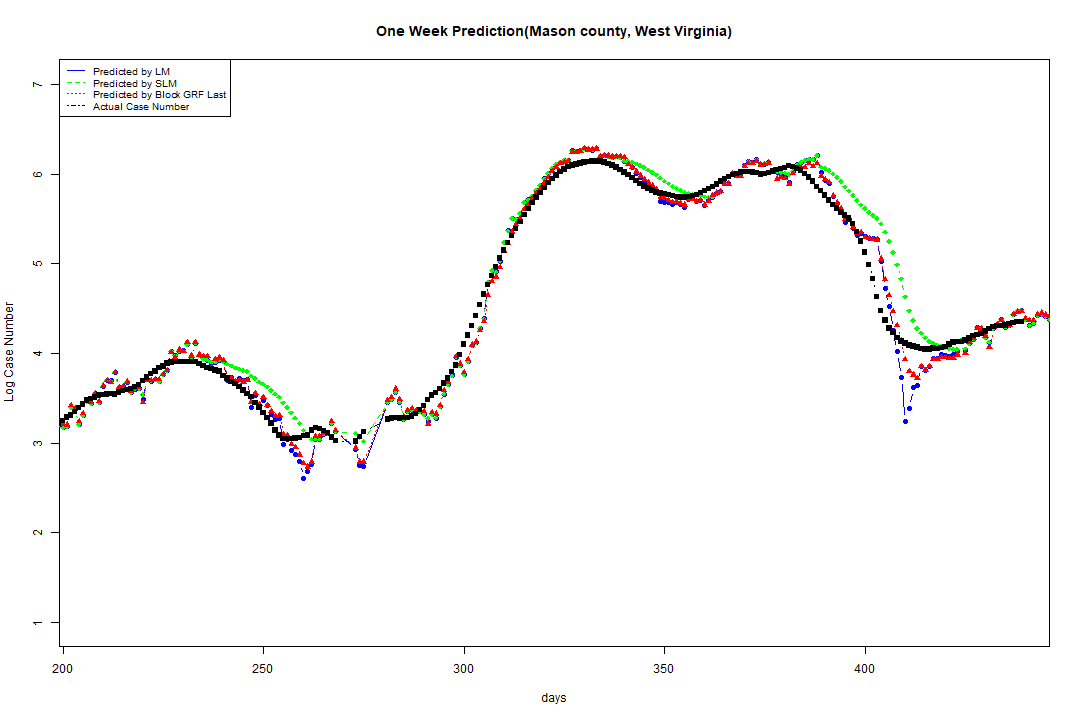 One Week Prediction(Mason county, West Virginia)
Predicted by LM
Predicted by SLM
Predicted by Block GRF Last
Actual Case Number
7
6
5
4
3
2
1
Log Case Number
200 250 300 350 400
days